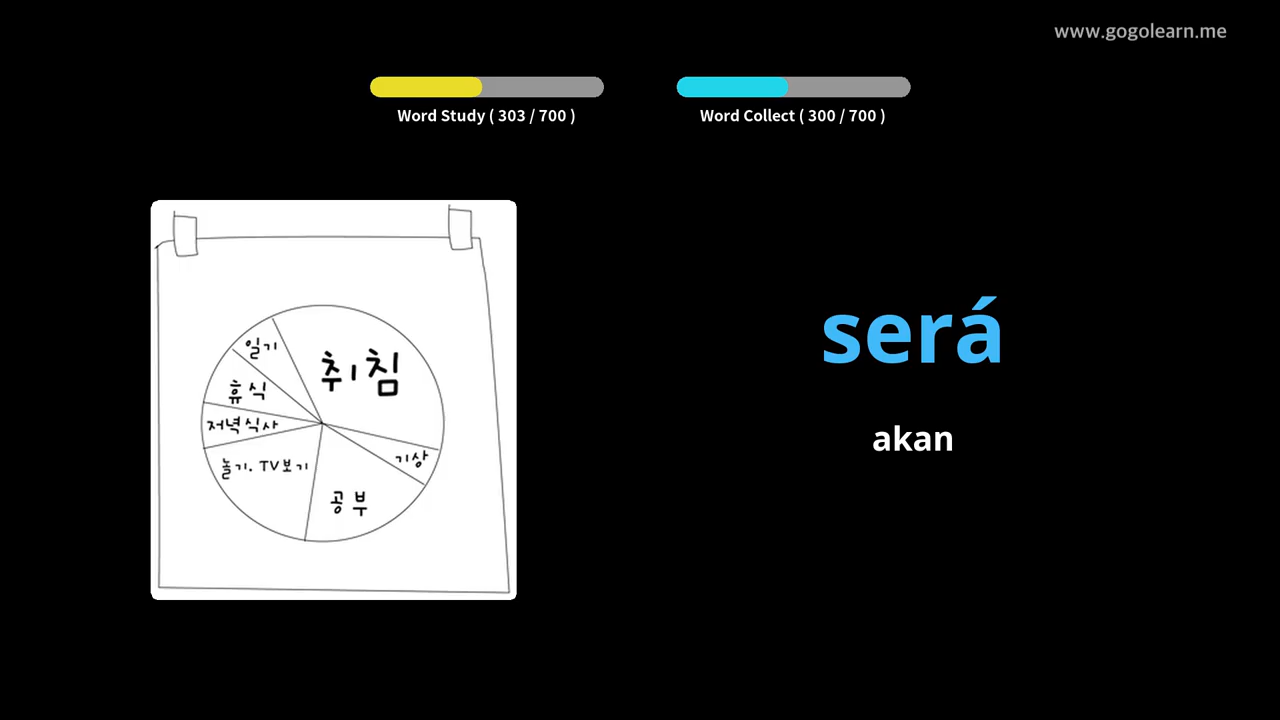 www.gogolearn.me
Word Study ( 303 / 700 )
Word Collect ( 300 / 700 )
일기
취침
휴식
저녁식사
놀기. TV보기
기상
공부
será
akan